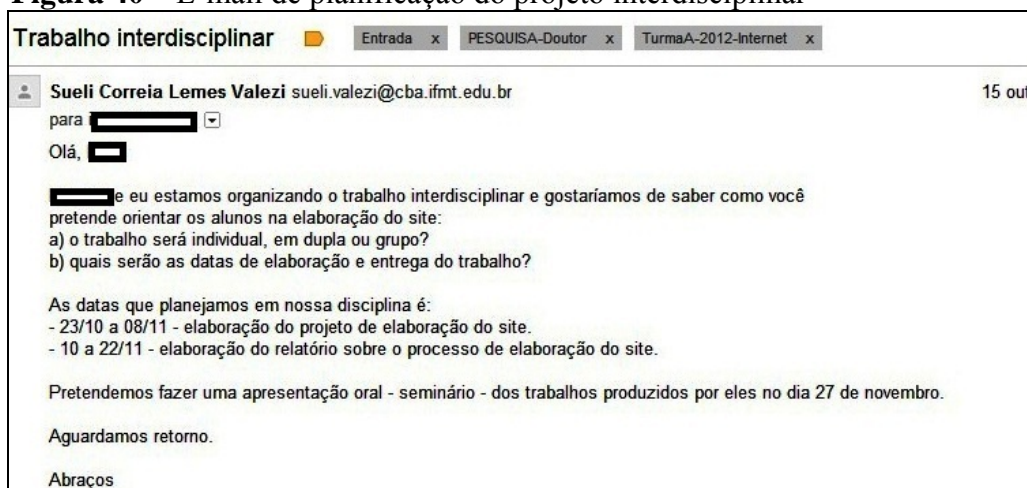 Figura 40 – E-mail de planificação do projeto interdisciplinar
Trabalho interdisciplinar Entrada x PESQUISA-Doutor x TurmaA-2012-Internet x
Sueli Correia Lemes Valezi sueli.valezi@cba.ifmt.edu.br 15 out
para
Olá,
e eu estamos organizando o trabalho interdisciplinar e gostaríamos de saber como você
pretende orientar os alunos na elaboração do site:
a) o trabalho será individual, em dupla ou grupo?
b) quais serão as datas de elaboração e entrega do trabalho?
As datas que planejamos em nossa disciplina é:
- 23/10 a 08/11 - elaboração do projeto de elaboração do site.
- 10 a 22/11 - elaboração do relatório sobre o processo de elaboração do site.
Pretendemos fazer uma apresentação oral - seminário - dos trabalhos produzidos por eles no dia 27 de novembro.
Aguardamos retorno.
Abraços